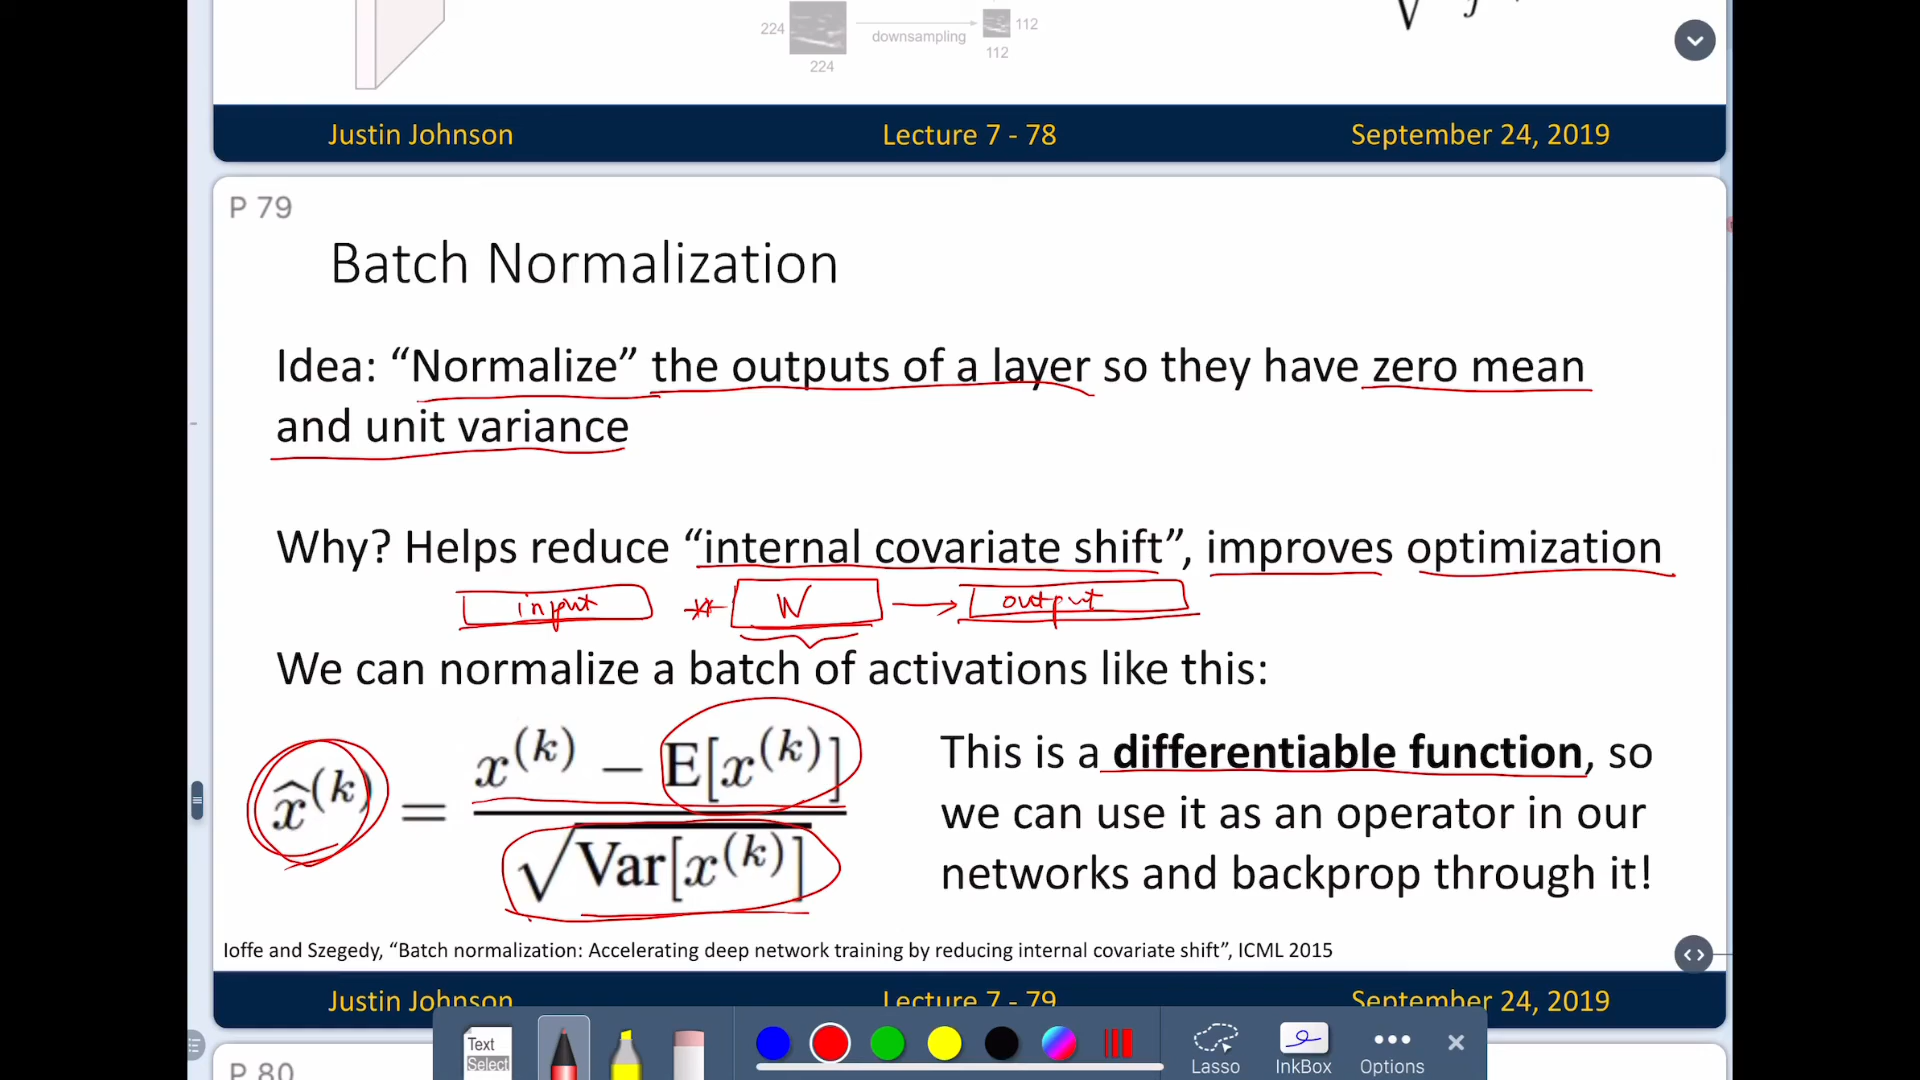 224
downsampling
112
224
112
Justin Johnson
Lecture 7 - 78
September 24, 2019
P 79
Batch Normalization
Idea: “Normalize” the outputs of a layer so they have zero mean
and unit variance
Why? Helps reduce “internal covariate shift”, improves optimization
input * W → output
We can normalize a batch of activations like this:
x̂^(k) = (x^(k) − E[x^(k)]) / √Var[x^(k)]
This is a differentiable function, so
we can use it as an operator in our
networks and backprop through it!
Ioffe and Szegedy, “Batch normalization: Accelerating deep network training by reducing internal covariate shift”, ICML 2015
Justin Johnson
Lecture 7 - 79
September 24, 2019
Text
Select
Lasso
InkBox
Options
P 80